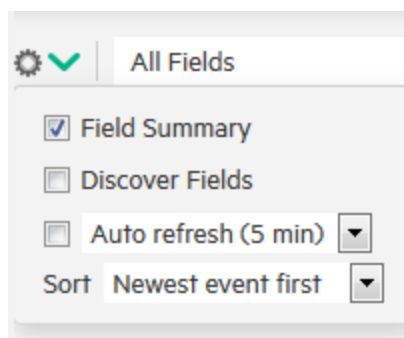 All Fields
Field Summary
Discover Fields
Auto refresh (5 min)
Sort Newest event first